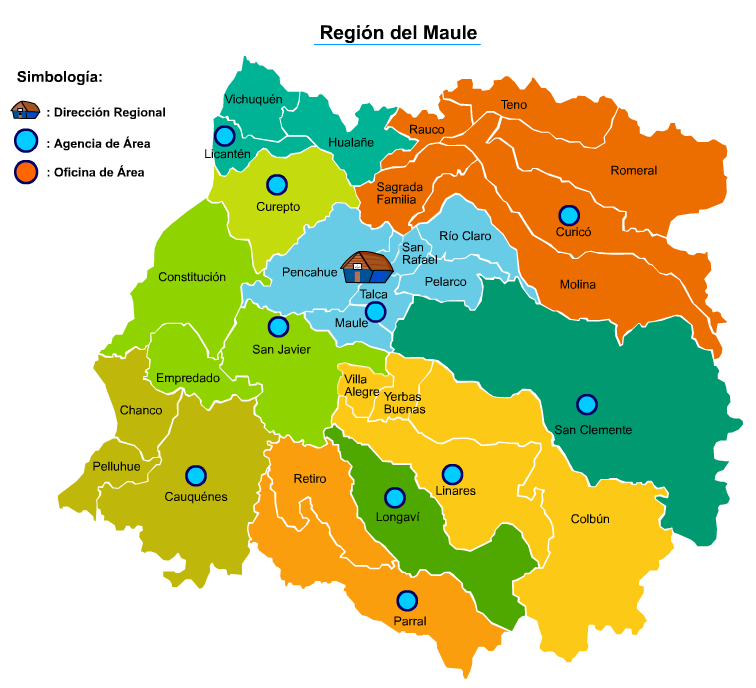 Región del Maule
Simbología:
: Dirección Regional
: Agencia de Área
: Oficina de Área
Vichuquén
Licantén
Hualañe
Rauco
Teno
Romeral
Sagrada
Familia
Curepto
Curicó
Río Claro
San
Rafael
Constitución
Pencahue
Pelarco
Molina
Talca
Maule
San Javier
Empredado
Villa
Alegre
Yerbas
Buenas
Chanco
San Clemente
Pelluhue
Cauquénes
Retiro
Linares
Longaví
Colbún
Parral